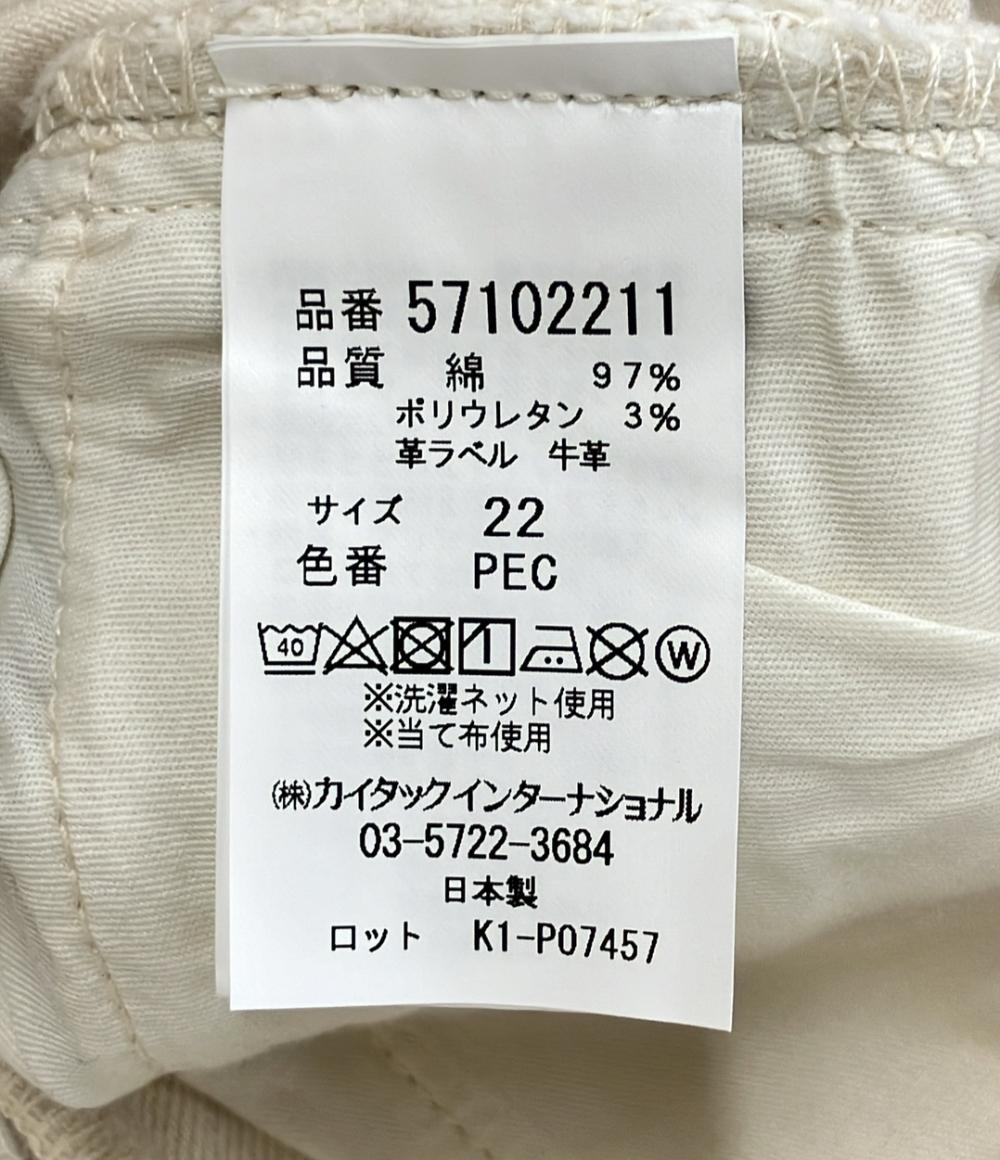 品番 57102211
品質 綿 97%
ポリウレタン 3%
革ラベル 牛革
サイズ 22
色番 PEC
40 W
※洗濯ネット使用
※当て布使用
㈱カイタックインターナショナル
03-5722-3684
日本製
ロット K1-P07457